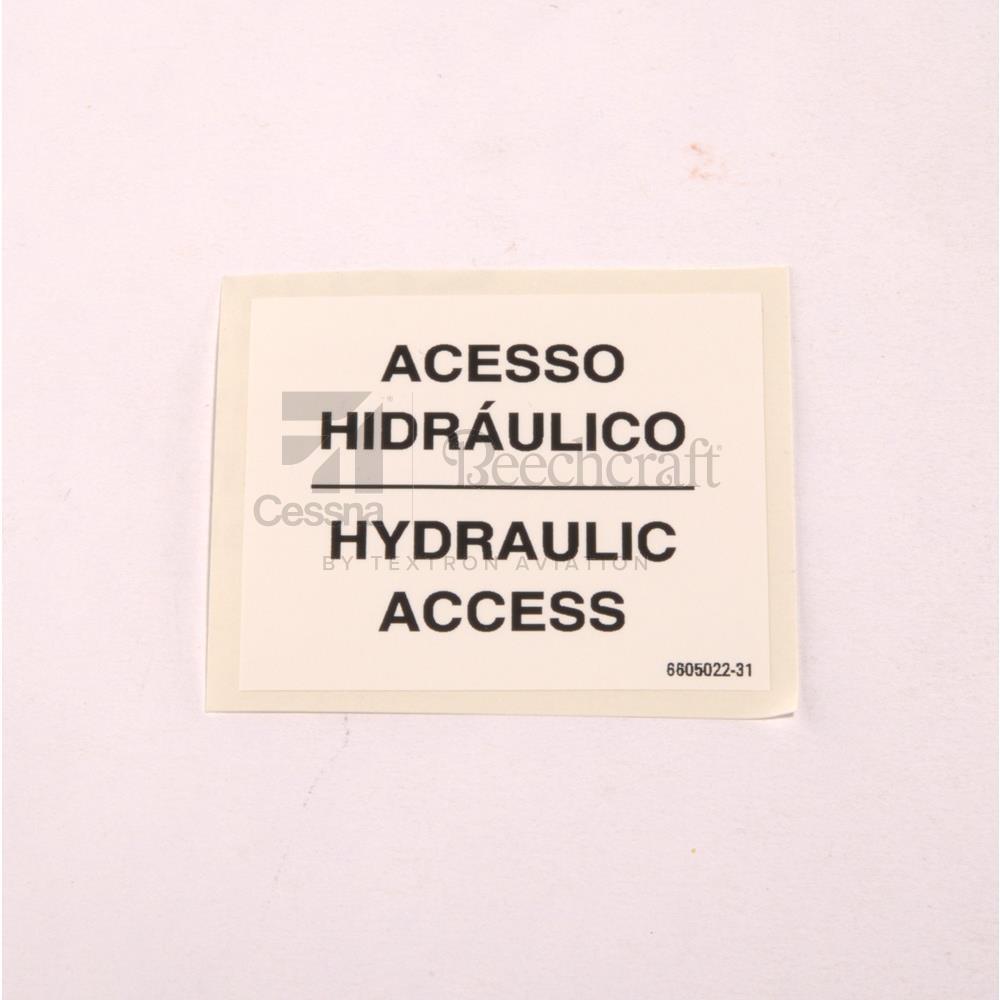 ACESSO
HIDRÁULICO
Beechcraft®
Cessna
HYDRAULIC
BY TEXTRON AVIATION
ACCESS
6605022-31